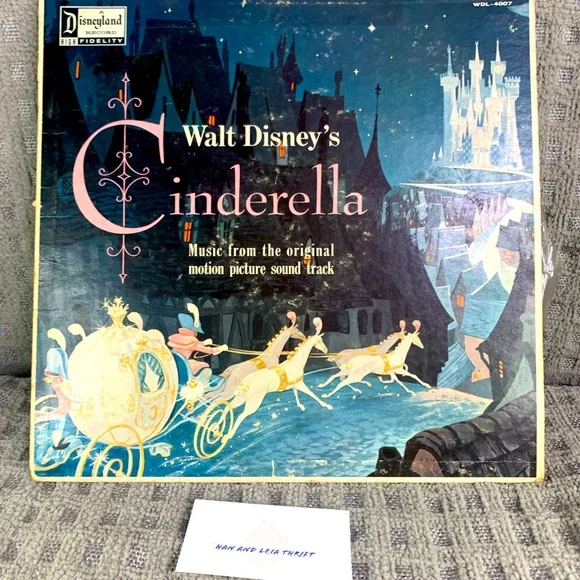 Disneyland
RECORD
HIGH FIDELITY
WDL-4007
Walt Disney's
Cinderella
Music from the original
motion picture sound track
HAN AND LEIA THRIFT